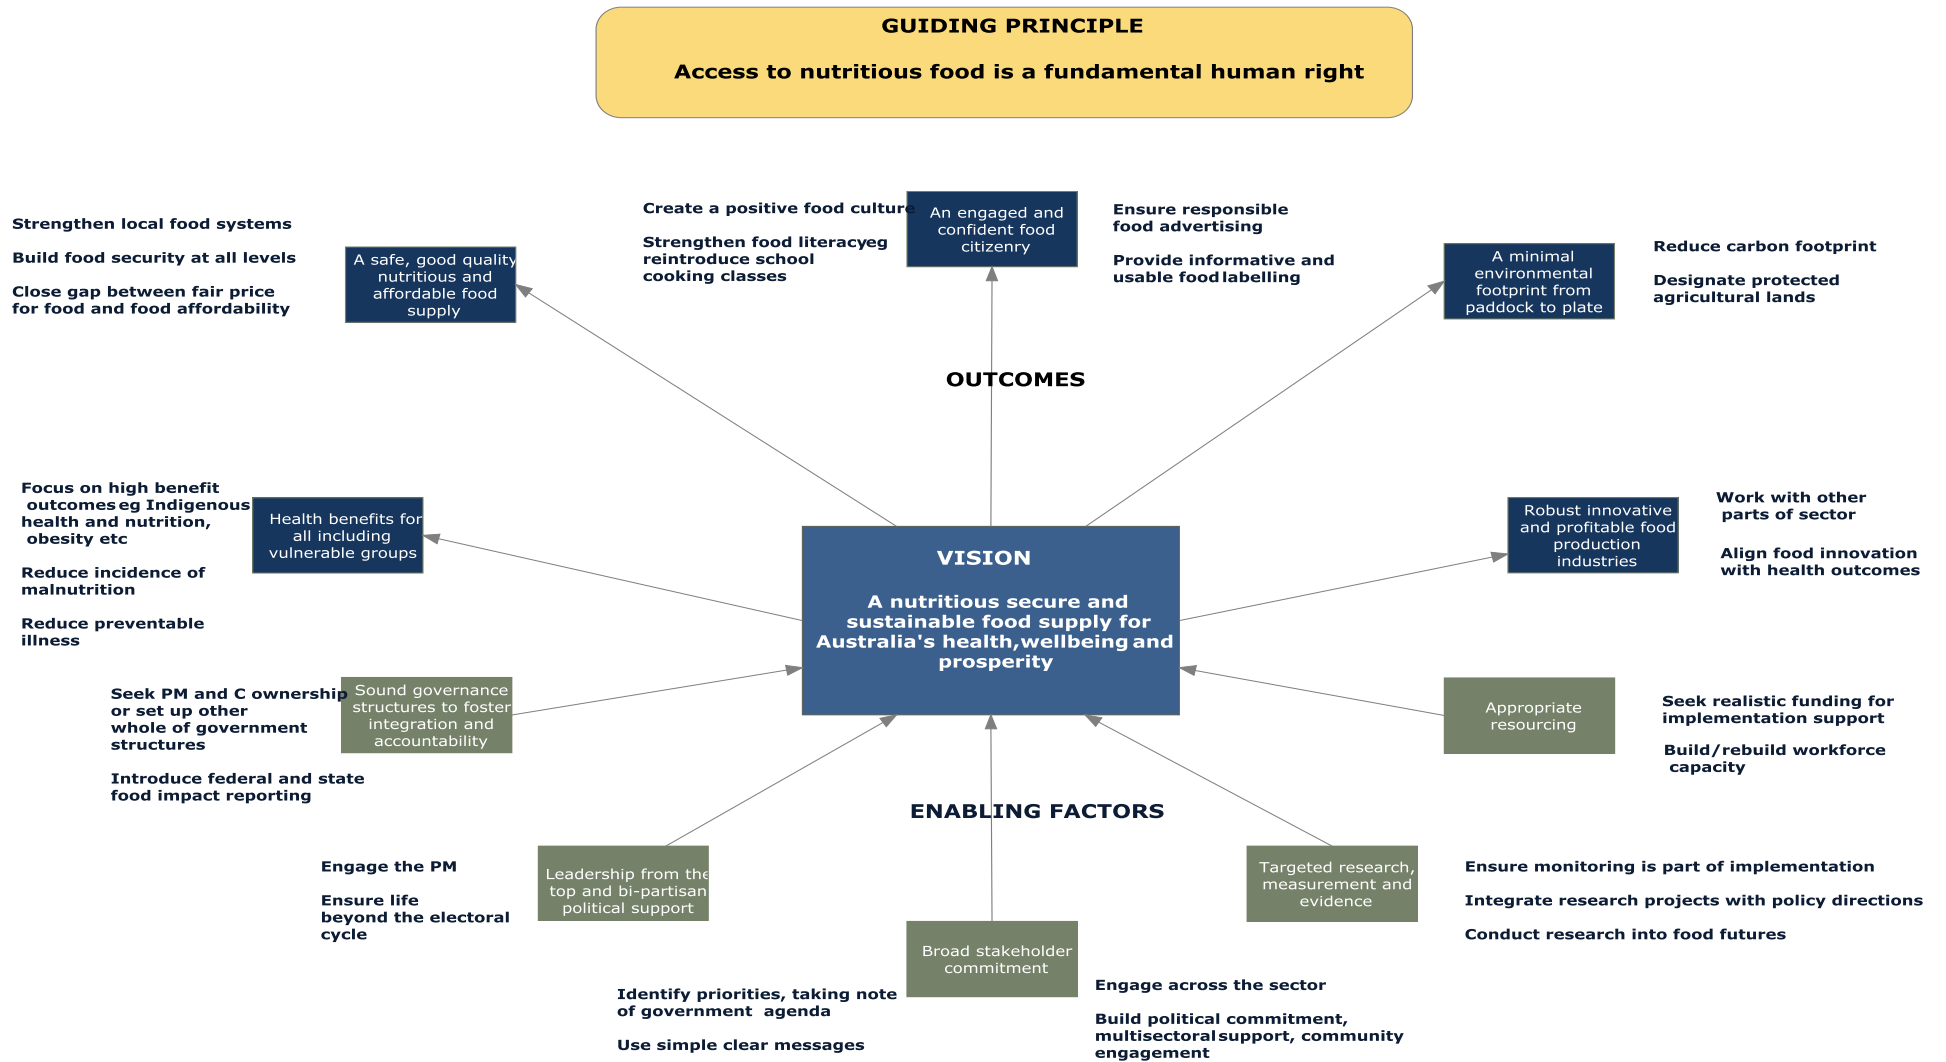 GUIDING PRINCIPLE
Access to nutritious food is a fundamental human right
Strengthen local food systems
Build food security at all levels
Close gap between fair price
for food and food affordability
A safe, good quality
nutritious and
affordable food
supply
Create a positive food culture
Strengthen food literacyeg
reintroduce school
cooking classes
An engaged and
confident food
citizenry
Ensure responsible
food advertising
Provide informative and
usable food labelling
A minimal
environmental
footprint from
paddock to plate
Reduce carbon footprint
Designate protected
agricultural lands
OUTCOMES
Focus on high benefit
outcomes eg Indigenous
health and nutrition,
obesity etc
Reduce incidence of
malnutrition
Reduce preventable
illness
Health benefits for
all including
vulnerable groups
VISION
A nutritious secure and
sustainable food supply for
Australia's health,wellbeing and
prosperity
Robust innovative
and profitable food
production
industries
Work with other
parts of sector
Align food innovation
with health outcomes
Seek PM and C ownership
or set up other
whole of government
structures
Introduce federal and state
food impact reporting
Sound governance
structures to foster
integration and
accountability
Appropriate
resourcing
Seek realistic funding for
implementation support
Build/rebuild workforce
capacity
ENABLING FACTORS
Engage the PM
Ensure life
beyond the electoral
cycle
Leadership from the
top and bi-partisan
political support
Targeted research,
measurement and
evidence
Ensure monitoring is part of implementation
Integrate research projects with policy directions
Conduct research into food futures
Identify priorities, taking note
of government agenda
Use simple clear messages
Broad stakeholder
commitment
Engage across the sector
Build political commitment,
multisectoral support, community
engagement